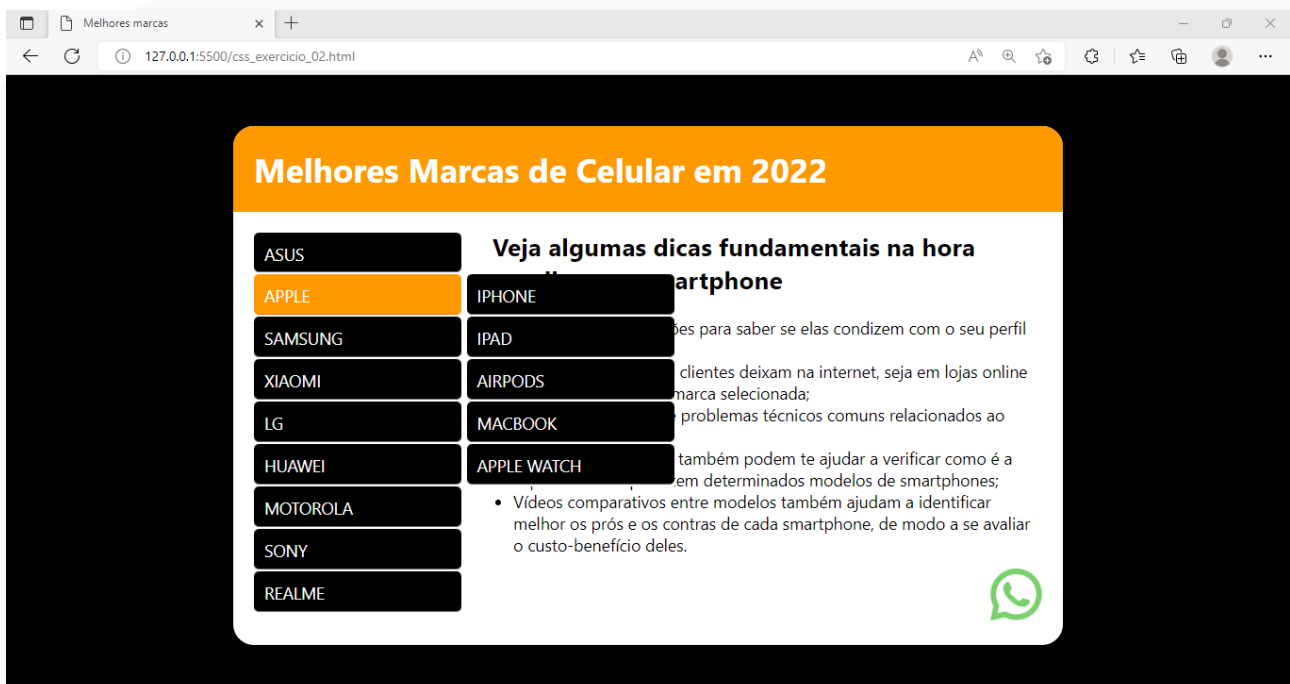 Melhores marcas
127.0.0.1:5500/css_exercicio_02.html
Melhores Marcas de Celular em 2022
ASUS
APPLE
SAMSUNG
XIAOMI
LG
HUAWEI
MOTOROLA
SONY
REALME
IPHONE
IPAD
AIRPODS
MACBOOK
APPLE WATCH
Veja algumas dicas fundamentais na hora
para saber se elas condizem com o seu perfil
clientes deixam na internet, seja em lojas online
marca selecionada;
problemas técnicos comuns relacionados ao
também podem te ajudar a verificar como é a
determinados modelos de smartphones;
• Vídeos comparativos entre modelos também ajudam a identificar
melhor os prós e os contras de cada smartphone, de modo a se avaliar
o custo-benefício deles.